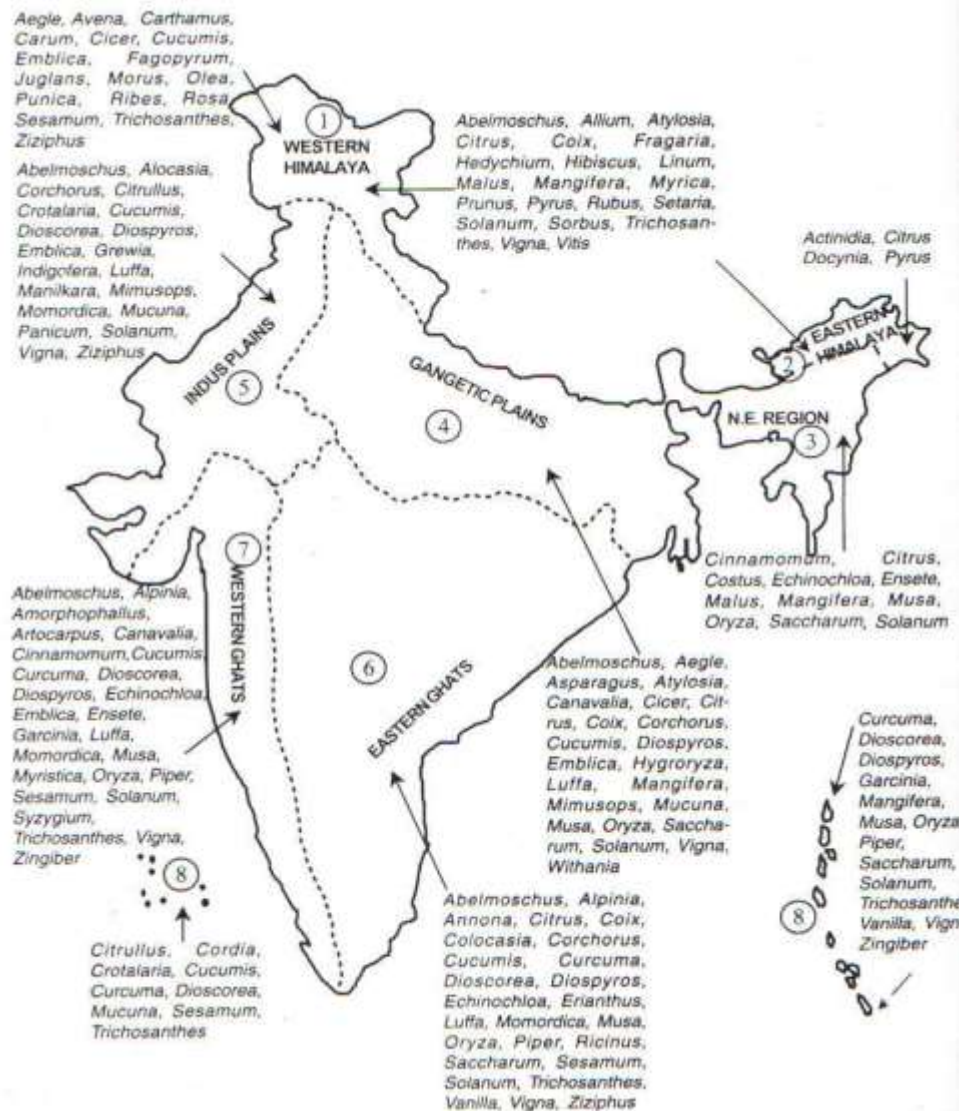 Aegle, Avena, Carthamus,
Carum, Cicer, Cucumis,
Emblica, Fagopyrum,
Juglans, Morus, Olea,
Punica, Ribes, Rosa,
Sesamum, Trichosanthes,
Ziziphus
1
WESTERN
HIMALAYA
Abelmoschus, Allium, Atylosia,
Citrus, Coix, Fragaria,
Hedychium, Hibiscus, Linum,
Malus, Mangifera, Myrica,
Prunus, Pyrus, Rubus, Setaria,
Solanum, Sorbus, Trichosan-
thes, Vigna, Vitis
Actinidia, Citrus
Docynia, Pyrus
Abelmoschus, Alocasia,
Corchorus, Citrullus,
Crotalaria, Cucumis,
Dioscorea, Diospyros,
Emblica, Grewia,
Indigofera, Luffa,
Manilkara, Mimusops,
Momordica, Mucuna,
Panicum, Solanum,
Vigna, Ziziphus
INDUS PLAINS
5
GANGETIC PLAINS
4
EASTERN
HIMALAYA
2
N.E. REGION
3
Cinnamomum, Citrus,
Costus, Echinochloa, Ensete,
Malus, Mangifera, Musa,
Oryza, Saccharum, Solanum
7
WESTERN GHATS
Abelmoschus, Alpinia,
Amorphophallus,
Artocarpus, Canavalia,
Cinnamomum, Cucumis,
Curcuma, Dioscorea,
Diospyros, Echinochloa,
Emblica, Ensete,
Garcinia, Luffa,
Momordica, Musa,
Myristica, Oryza, Piper,
Sesamum, Solanum,
Syzygium,
Trichosanthes, Vigna,
Zingiber
6
EASTERN GHATS
Abelmoschus, Aegle,
Asparagus, Atylosia,
Canavalia, Cicer, Cit-
rus, Coix, Corchorus,
Cucumis, Diospyros,
Emblica, Hygroryza,
Luffa, Mangifera,
Mimusops, Mucuna,
Musa, Oryza, Saccha-
rum, Solanum, Vigna,
Withania
8
Citrullus, Cordia,
Crotalaria, Cucumis,
Curcuma, Dioscorea,
Mucuna, Sesamum,
Trichosanthes
Abelmoschus, Alpinia,
Annona, Citrus, Coix,
Colocasia, Corchorus,
Cucumis, Curcuma,
Dioscorea, Diospyros,
Echinochloa, Erianthus,
Luffa, Momordica, Musa,
Oryza, Piper, Ricinus,
Saccharum, Sesamum,
Solanum, Trichosanthes,
Vanilla, Vigna, Ziziphus
Curcuma,
Dioscorea,
Diospyros,
Garcinia,
Mangifera,
Musa, Oryza
Piper,
Saccharum,
Solanum,
Trichosanthe
Vanilla, Vign
Zingiber
8